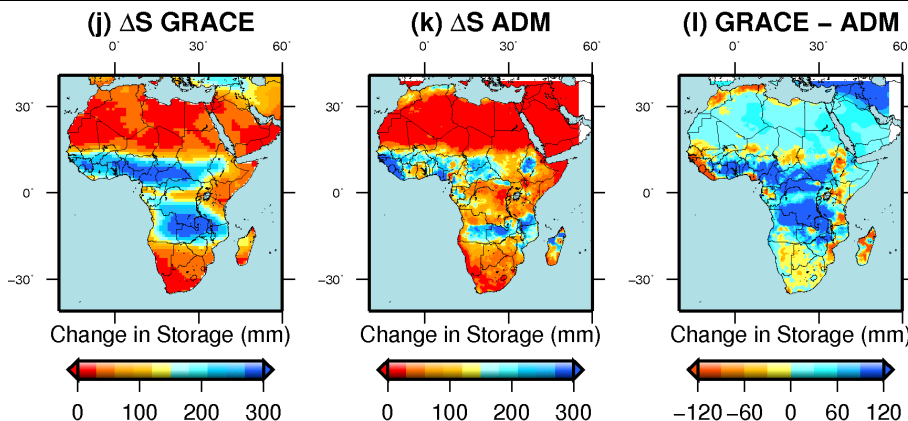 (j) ΔS GRACE
(k) ΔS ADM
(l) GRACE − ADM
0˚ 30˚ 60˚
0˚ 30˚ 60˚
0˚ 30˚ 60˚
30˚
0˚
−30˚
30˚
0˚
−30˚
30˚
0˚
−30˚
Change in Storage (mm)
Change in Storage (mm)
Change in Storage (mm)
0 100 200 300
0 100 200 300
−120 −60 0 60 120